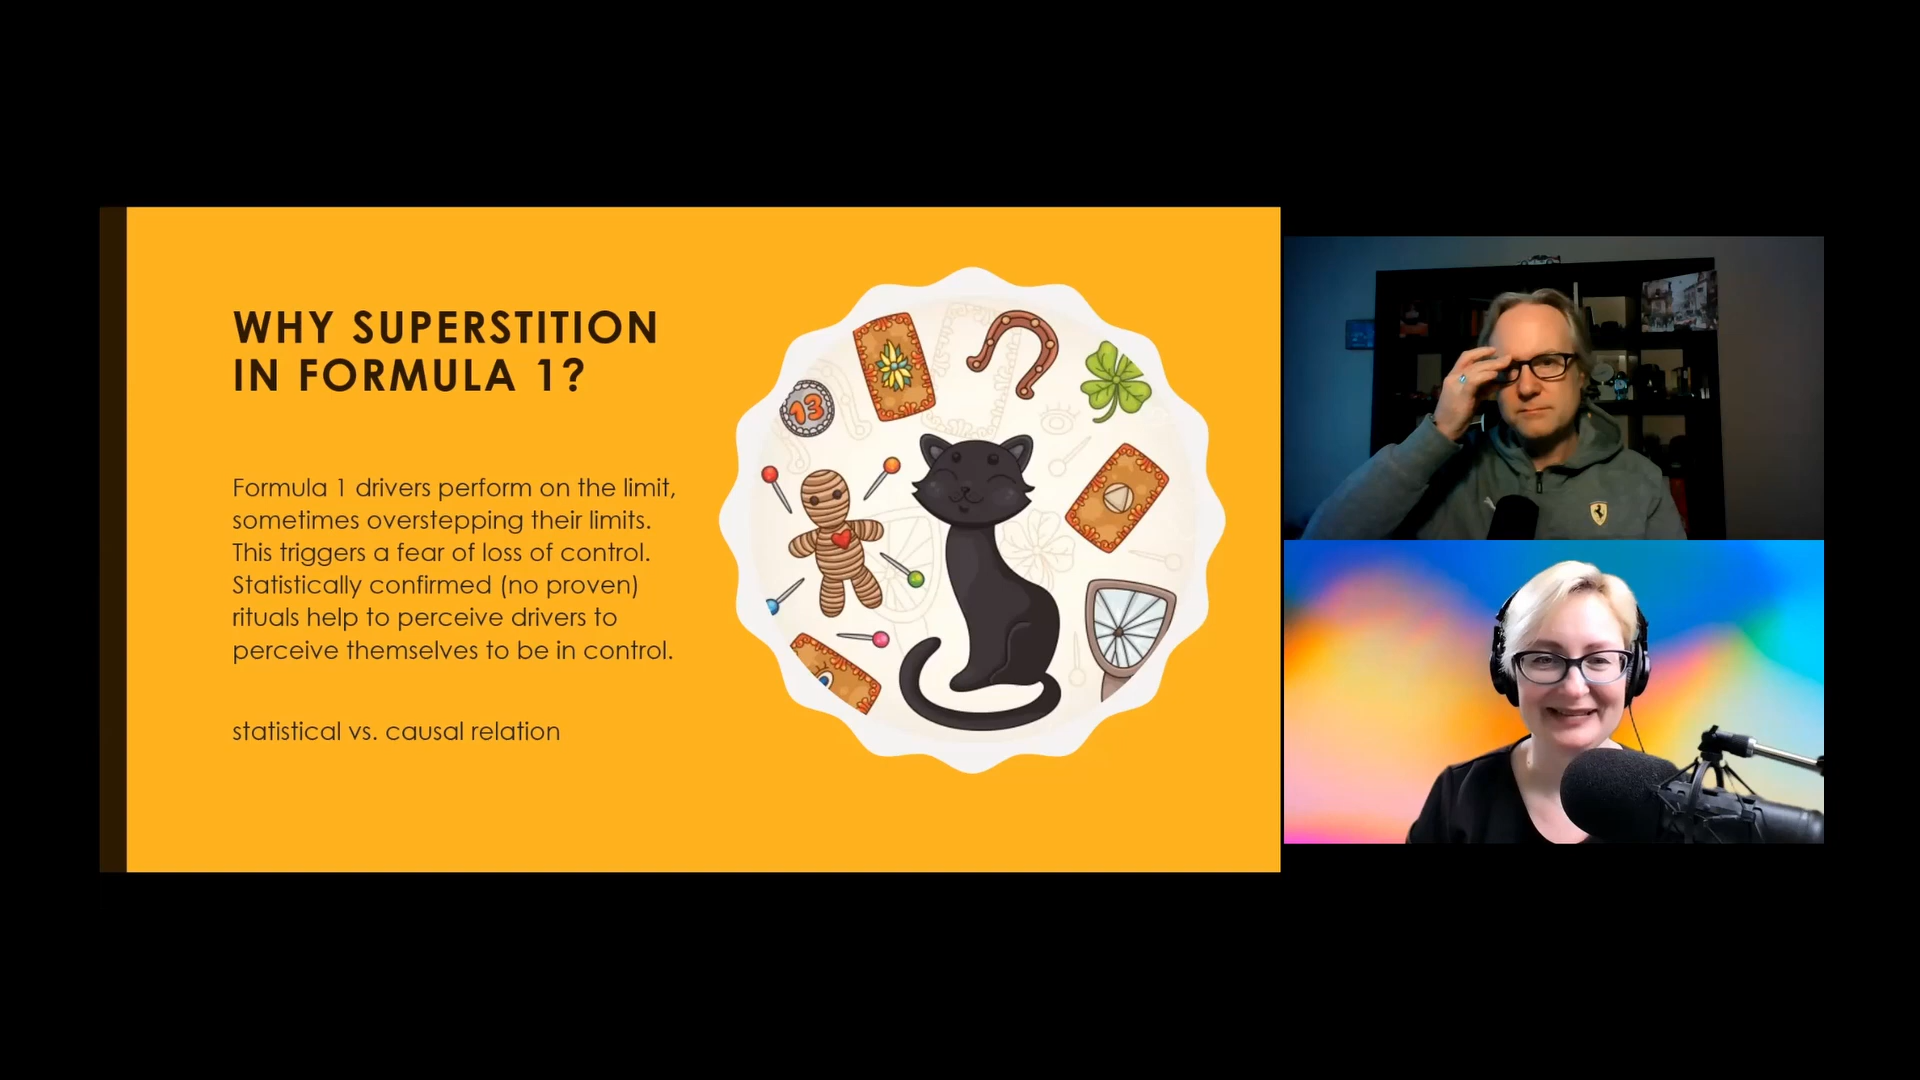 WHY SUPERSTITION
IN FORMULA 1?
Formula 1 drivers perform on the limit,
sometimes overstepping their limits.
This triggers a fear of loss of control.
Statistically confirmed (no proven)
rituals help to perceive drivers to
perceive themselves to be in control.
statistical vs. causal relation
13